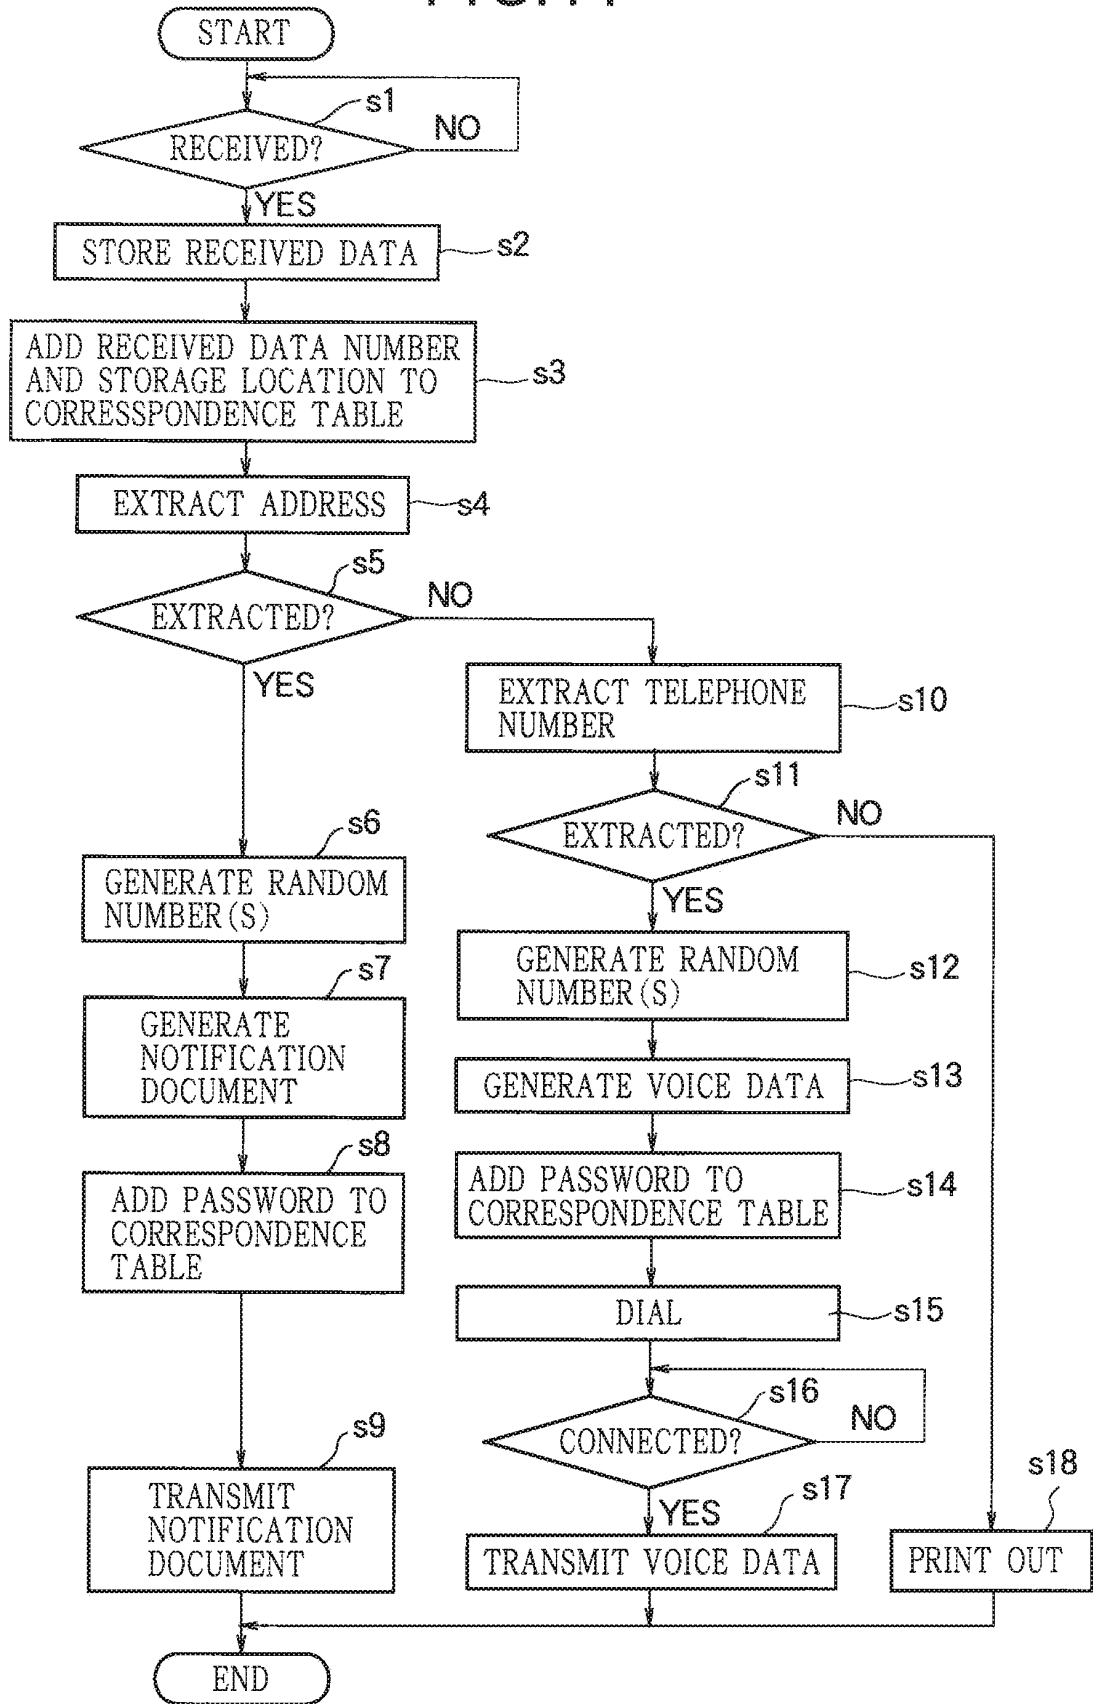 START
s1
RECEIVED?
NO
YES
STORE RECEIVED DATA
s2
ADD RECEIVED DATA NUMBER
AND STORAGE LOCATION TO
CORRESSPONDENCE TABLE
s3
EXTRACT ADDRESS
s4
s5
EXTRACTED?
NO
YES
s6
GENERATE RANDOM
NUMBER(S)
s7
GENERATE
NOTIFICATION
DOCUMENT
s8
ADD PASSWORD TO
CORRESPONDENCE
TABLE
s9
TRANSMIT
NOTIFICATION
DOCUMENT
EXTRACT TELEPHONE
NUMBER
s10
s11
EXTRACTED?
NO
YES
GENERATE RANDOM
NUMBER(S)
s12
GENERATE VOICE DATA
s13
ADD PASSWORD TO
CORRESPONDENCE TABLE
s14
DIAL
s15
s16
CONNECTED?
NO
YES
s17
TRANSMIT VOICE DATA
s18
PRINT OUT
END